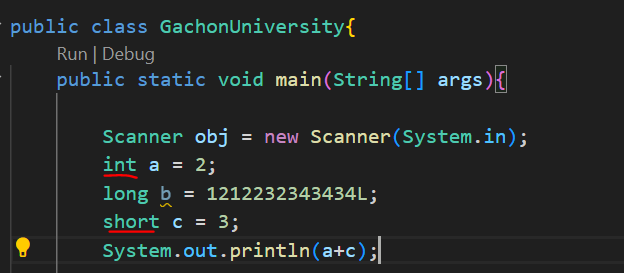 public class GachonUniversity{
Run | Debug
public static void main(String[] args){
Scanner obj = new Scanner(System.in);
int a = 2;
long b = 1212232343434L;
short c = 3;
System.out.println(a+c);